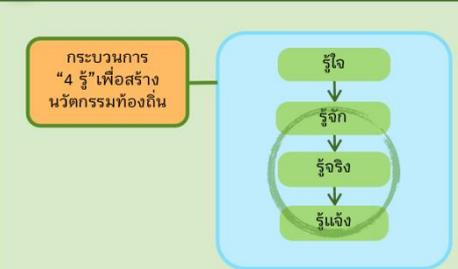 กระบวนการ
“4 รู้”เพื่อสร้าง
นวัตกรรมท้องถิ่น
รู้ใจ
รู้จัก
รู้จริง
รู้แจ้ง